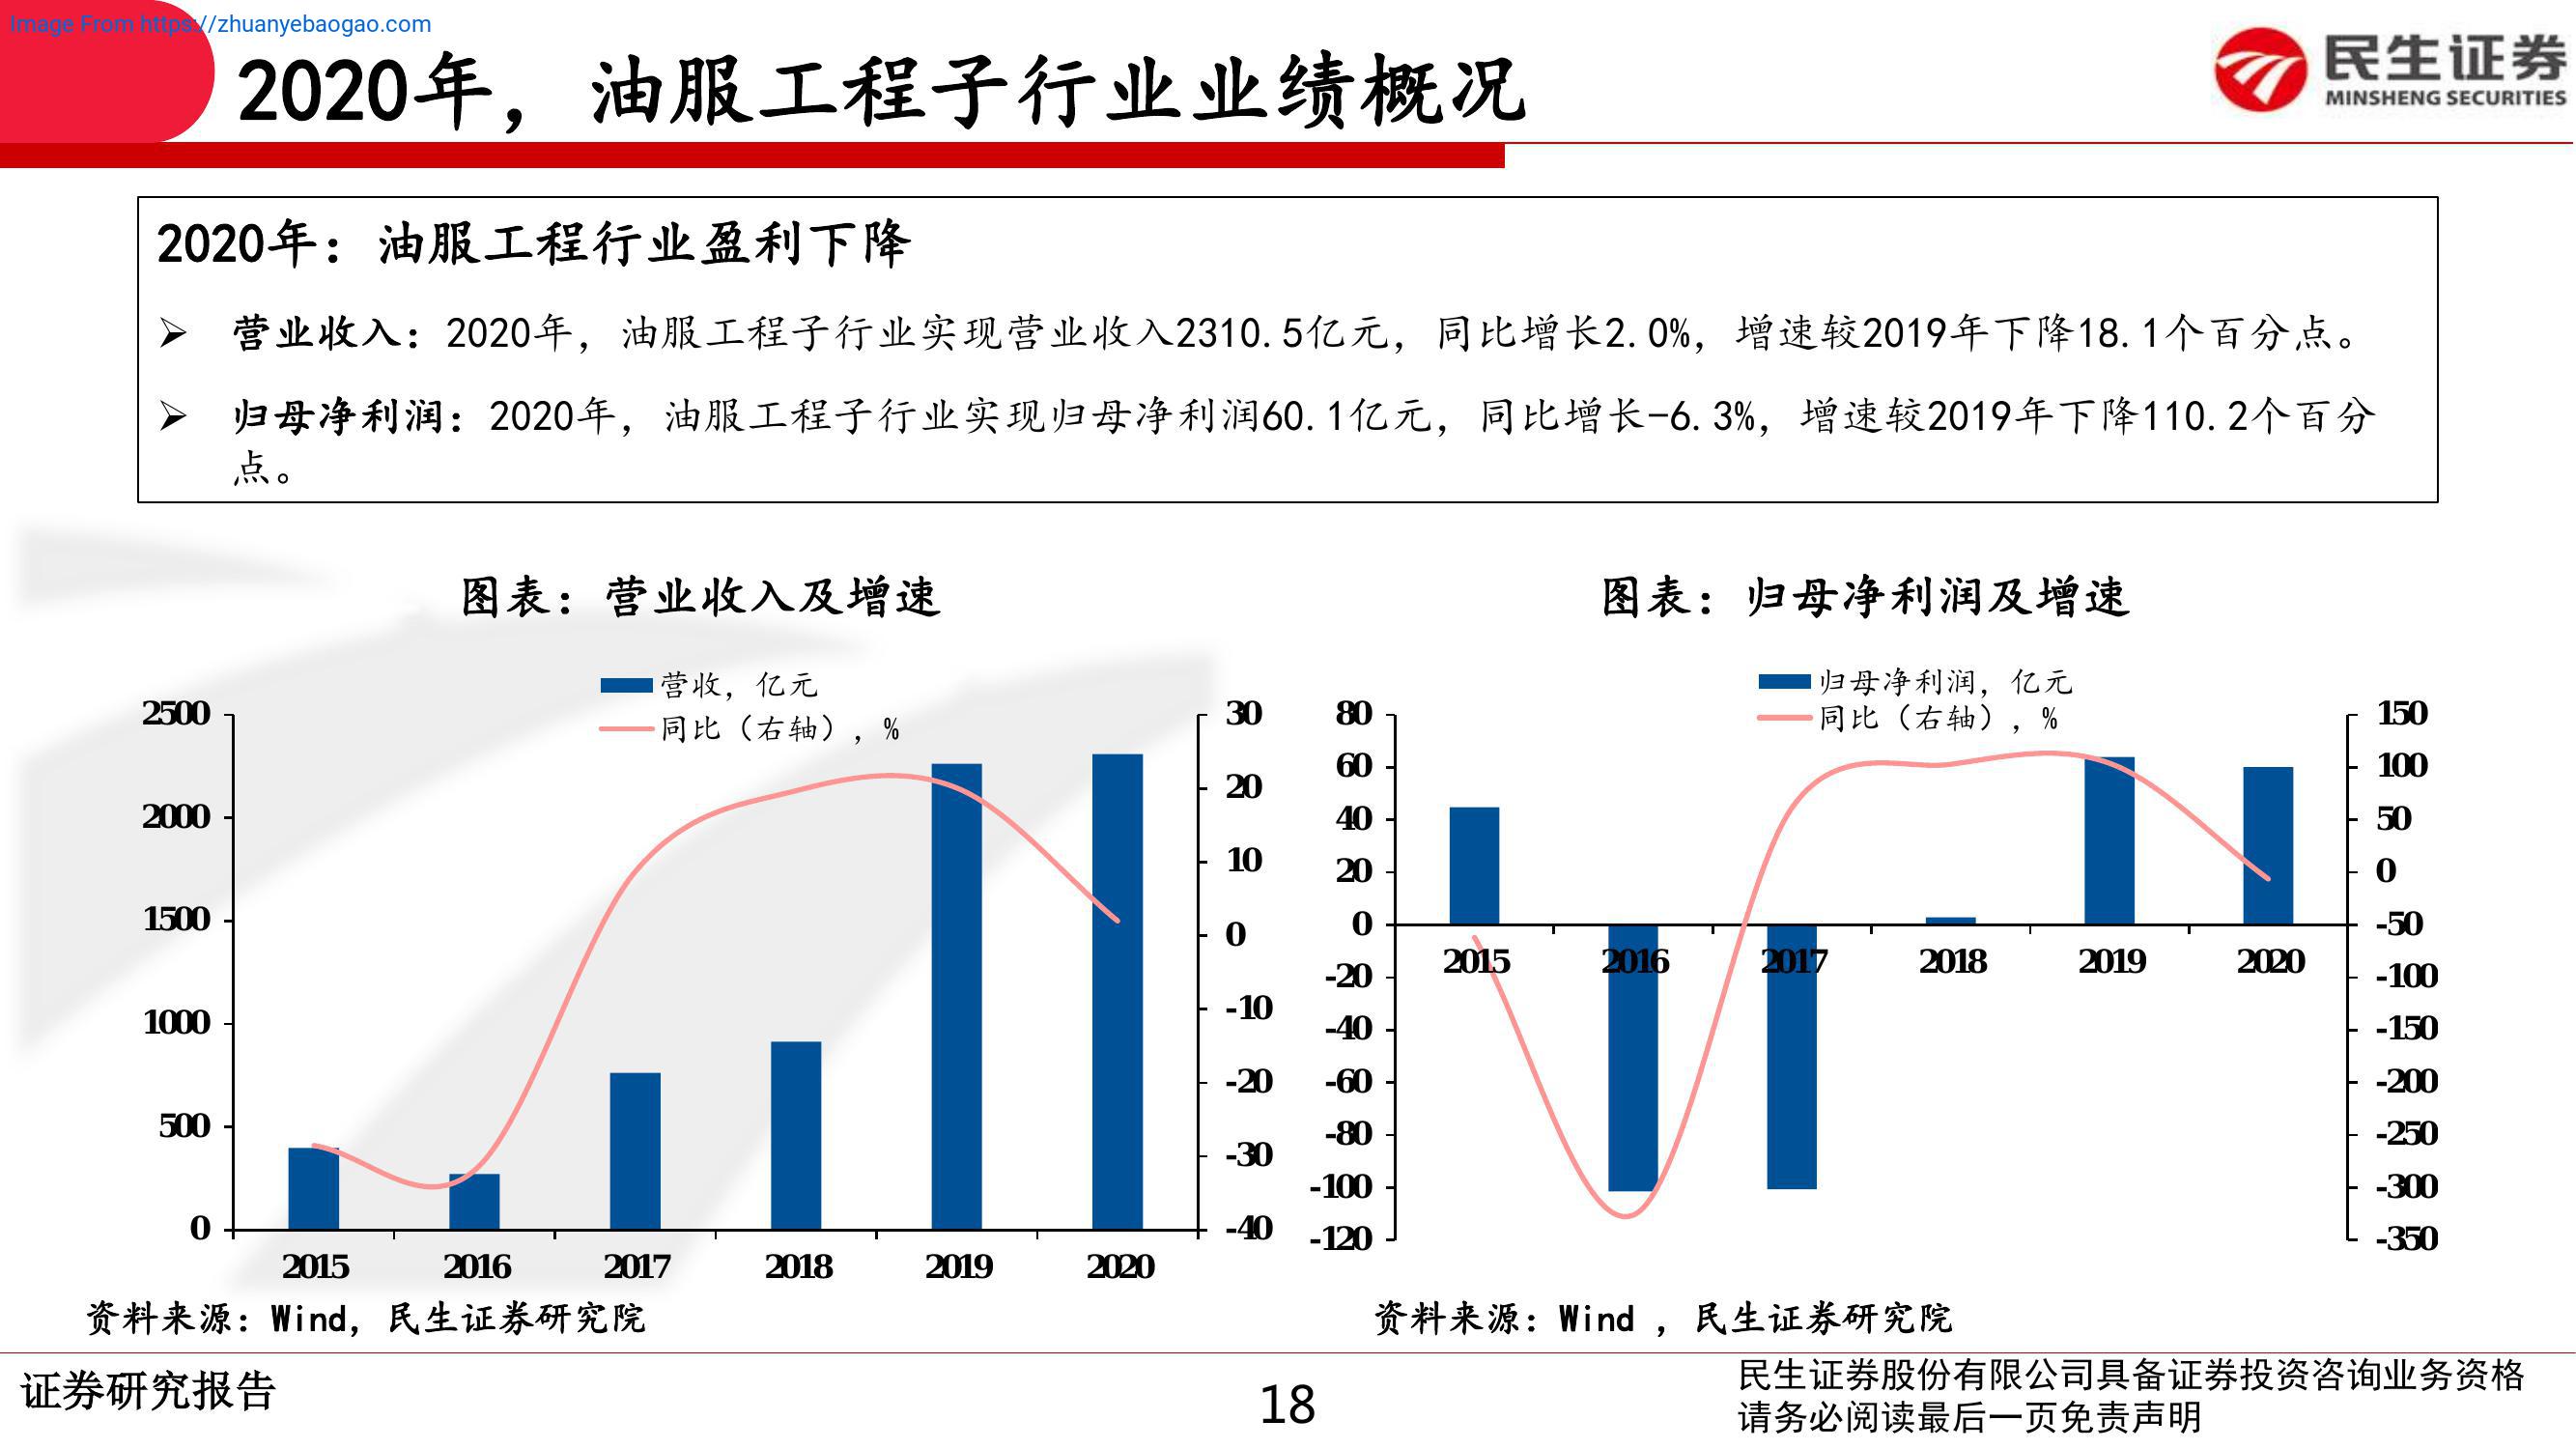 Image From https://zhuanyebaogao.com
2020年，油服工程子行业业绩概况
民生证券
MINSHENG SECURITIES
2020年：油服工程行业盈利下降
➢ 营业收入：2020年，油服工程子行业实现营业收入2310.5亿元，同比增长2.0%，增速较2019年下降18.1个百分点。
➢ 归母净利润：2020年，油服工程子行业实现归母净利润60.1亿元，同比增长-6.3%，增速较2019年下降110.2个百分
点。
图表：营业收入及增速
营收，亿元
同比（右轴），%
2500
2000
1500
1000
500
0
30
20
10
0
-10
-20
-30
-40
2015 2016 2017 2018 2019 2020
资料来源：Wind，民生证券研究院
图表：归母净利润及增速
归母净利润，亿元
同比（右轴），%
80
60
40
20
0
-20
-40
-60
-80
-100
-120
150
100
50
0
-50
-100
-150
-200
-250
-300
-350
2015 2016 2017 2018 2019 2020
资料来源：Wind ，民生证券研究院
证券研究报告
18
民生证券股份有限公司具备证券投资咨询业务资格
请务必阅读最后一页免责声明